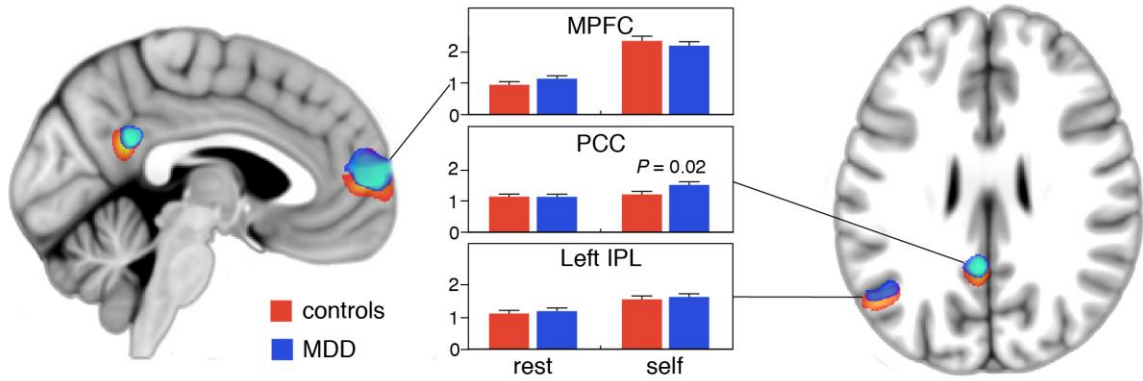 MPFC
2
1
0
PCC
P = 0.02
2
1
0
Left IPL
2
1
0
rest self
controls
MDD